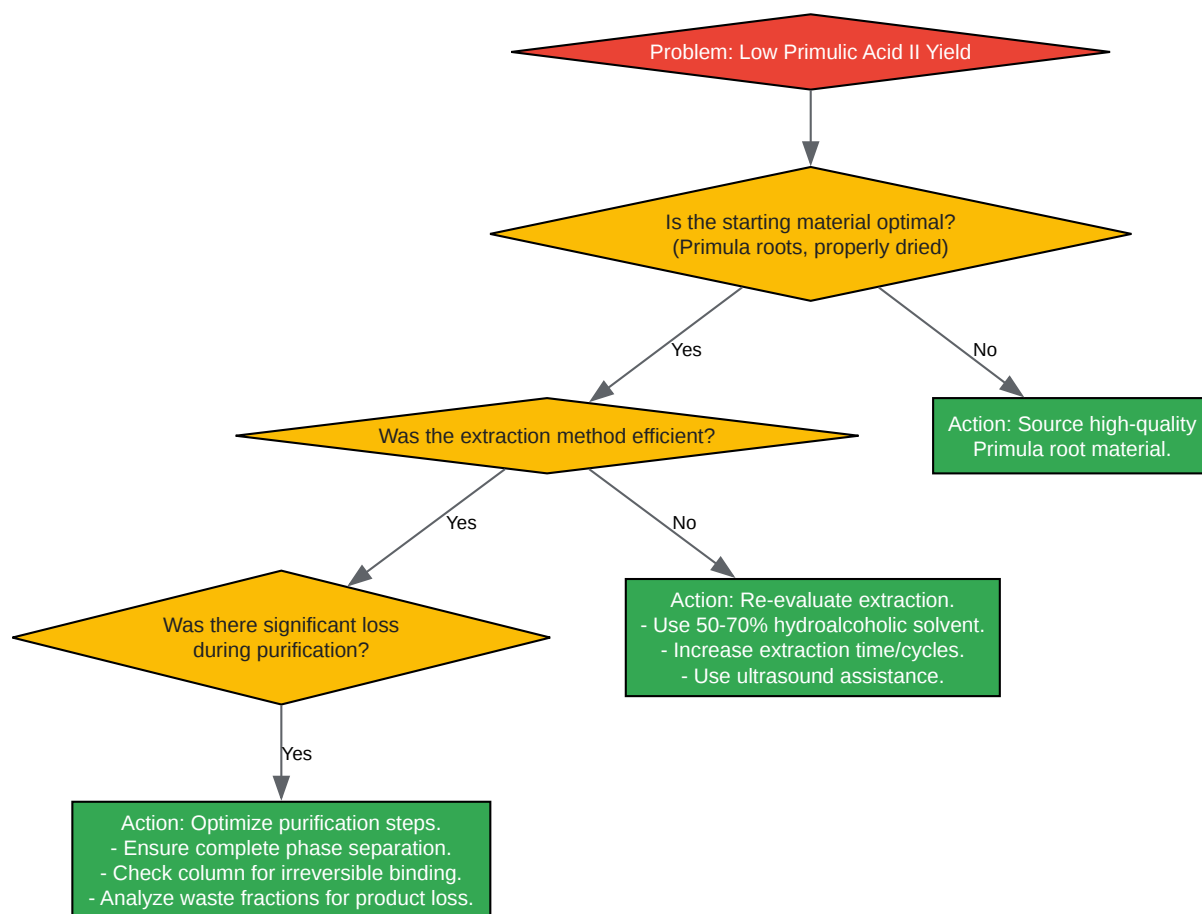 Problem: Low Primulic Acid II Yield
Is the starting material optimal?
(Primula roots, properly dried)
Yes
No
Was the extraction method efficient?
Action: Source high-quality
Primula root material.
Yes
No
Was there significant loss
during purification?
Action: Re-evaluate extraction.
- Use 50-70% hydroalcoholic solvent.
- Increase extraction time/cycles.
- Use ultrasound assistance.
Yes
Action: Optimize purification steps.
- Ensure complete phase separation.
- Check column for irreversible binding.
- Analyze waste fractions for product loss.